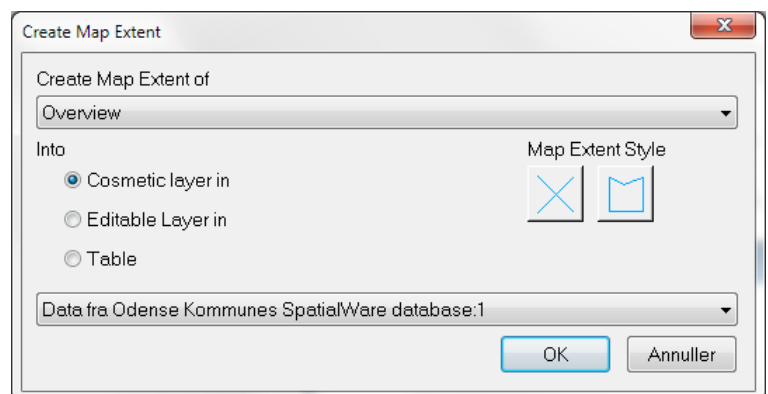 Create Map Extent
Create Map Extent of
Overview
Into
Map Extent Style
Cosmetic layer in
Editable Layer in
Table
Data fra Odense Kommunes SpatialWare database:1
OK
Annuller